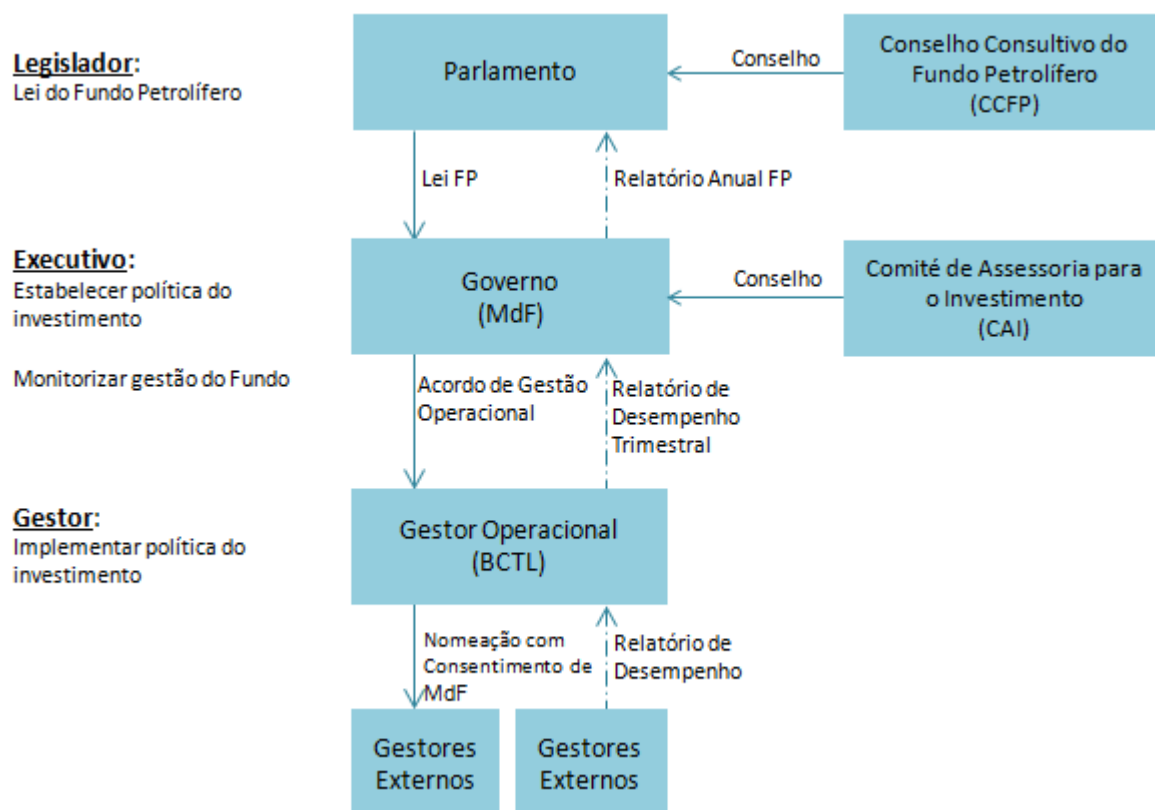 Legislador:
Lei do Fundo Petrolífero
Parlamento
Conselho
Conselho Consultivo do
Fundo Petrolífero
(CCFP)
Lei FP
Relatório Anual FP
Executivo:
Estabelecer política do
investimento
Monitorizar gestão do Fundo
Governo
(MdF)
Conselho
Comité de Assessoria para
o Investimento
(CAI)
Acordo de Gestão
Operacional
Relatório de
Desempenho
Trimestral
Gestor:
Implementar política do
investimento
Gestor Operacional
(BCTL)
Nomeação com
Consentimento de
MdF
Relatório de
Desempenho
Gestores
Externos
Gestores
Externos